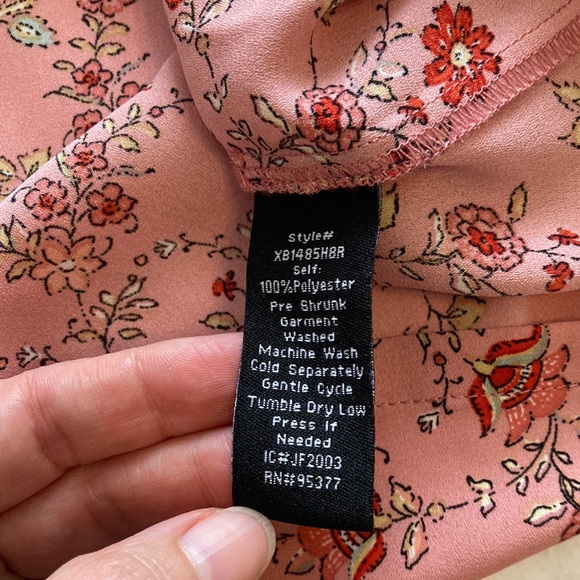 Style#
XB1485H8R
Self:
100%Polyester
Pre Shrunk
Garment
Washed
Machine Wash
Cold Separately
Gentle Cycle
Tumble Dry Low
Press If
Needed
IC#JF2003
RN#95377